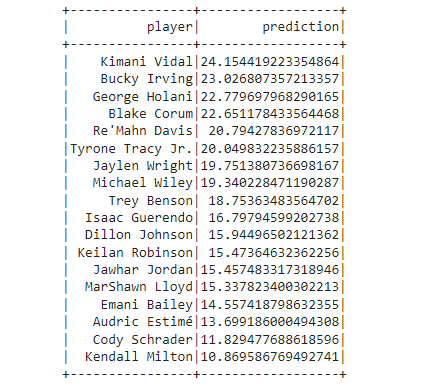 +----------------+------------------+
|          player|        prediction|
+----------------+------------------+
|    Kimani Vidal|24.154419223354864|
|    Bucky Irving|23.026807357213357|
|   George Holani|22.779697968290165|
|     Blake Corum|22.651178433564468|
|   Re'Mahn Davis| 20.79427836972117|
|Tyrone Tracy Jr.|20.049832235886157|
|   Jaylen Wright|19.751380736698167|
|   Michael Wiley|19.340228471190287|
|     Trey Benson| 18.75363483564702|
|  Isaac Guerendo| 16.79794599202738|
|  Dillon Johnson| 15.94496502121362|
| Keilan Robinson| 15.47364632362256|
|   Jawhar Jordan|15.457483317318946|
|  MarShawn Lloyd|15.337823400302213|
|    Emani Bailey|14.557418798632355|
|   Audric Estimé|13.699186000494308|
|   Cody Schrader|11.829477688618596|
|  Kendall Milton|10.869586769492741|
+----------------+------------------+